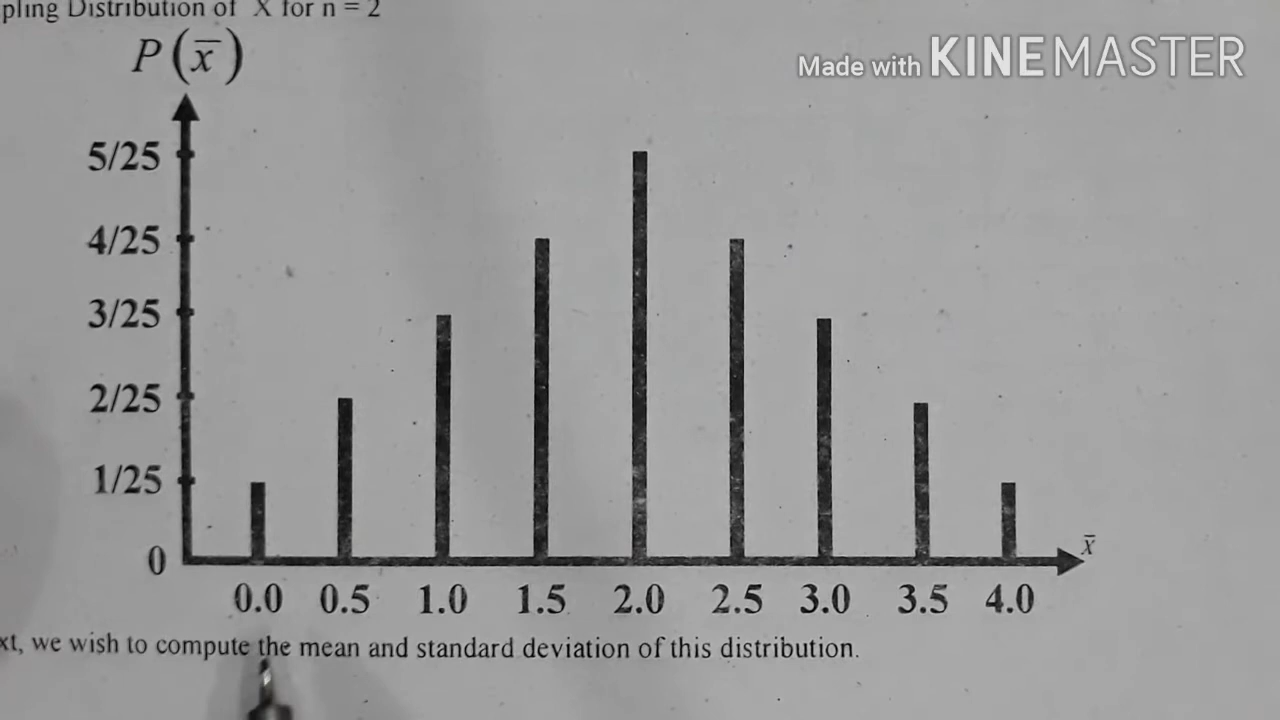 Distribution of X for n = 2
P(x̄)
Made with KINEMASTER
5/25
4/25
3/25
2/25
1/25
0
x̄
0.0 0.5 1.0 1.5 2.0 2.5 3.0 3.5 4.0
we wish to compute the mean and standard deviation of this distribution.